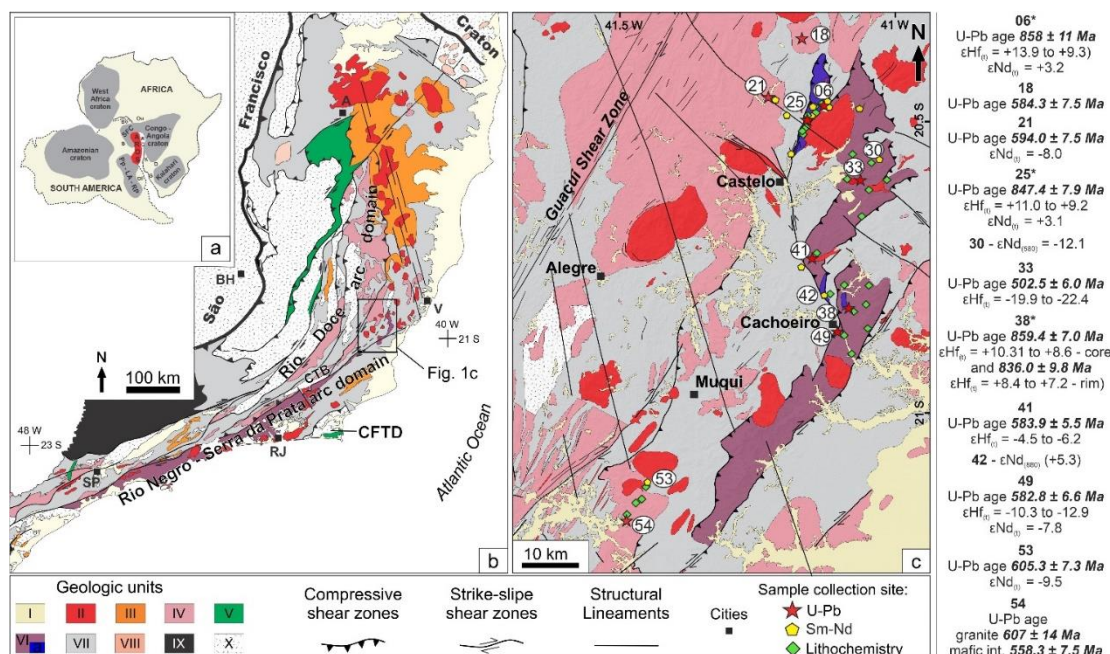 WEST
AFRICA
craton
AFRICA
Amazonian
craton
Congo-
Angola
craton
Kalahari
craton
SFC
PP
LA
RP
SOUTH AMERICA
a
Francisco
Craton
São
BH
A
V
Rio Doce arc domain
CTB
Rio Negro - Serra da Prata arc domain
40 W
21 S
Fig. 1c
N
100 km
48 W
23 S
SP
RJ
CFTD
Atlantic Ocean
b
41.5 W
41 W
N
20.5 S
21 S
Guaçuí Shear Zone
18
21
25
06
30
33
Castelo
41
Alegre
42
38
Cachoeiro
49
Muqui
53
54
10 km
c
06*
U-Pb age 858 ± 11 Ma
εHf(t) = +13.9 to +9.3)
εNd(t) = +3.2
18
U-Pb age 584.3 ± 7.5 Ma
21
U-Pb age 594.0 ± 7.5 Ma
εNd(t) = -8.0
25*
U-Pb age 847.4 ± 7.9 Ma
εHf(t) = +11.0 to +9.2
εNd(t) = +3.1
30 - εNd(580) = -12.1
33
U-Pb age 502.5 ± 6.0 Ma
εHf(t) = -19.9 to -22.4
38*
U-Pb age 859.4 ± 7.0 Ma
εHf(t) = +10.31 to +8.6 - core
and 836.0 ± 9.8 Ma
εHf(t) = +8.4 to +7.2 - rim)
41
U-Pb age 583.9 ± 5.5 Ma
εHf(t) = -4.5 to -6.2
42 - εNd(880) (+5.3)
49
U-Pb age 582.8 ± 6.6 Ma
εHf(t) = -10.3 to -12.9
εNd(t) = -7.8
53
U-Pb age 605.3 ± 7.3 Ma
εNd(t) = -9.5
54
U-Pb age
granite 607 ± 14 Ma
mafic int. 558.3 ± 7.5 Ma
Geologic units
I II III IV V
VI VII VIII IX X
Compressive
shear zones
Strike-slipe
shear zones
Structural
Lineaments
Cities
Sample collection site:
U-Pb
Sm-Nd
Lithochemistry